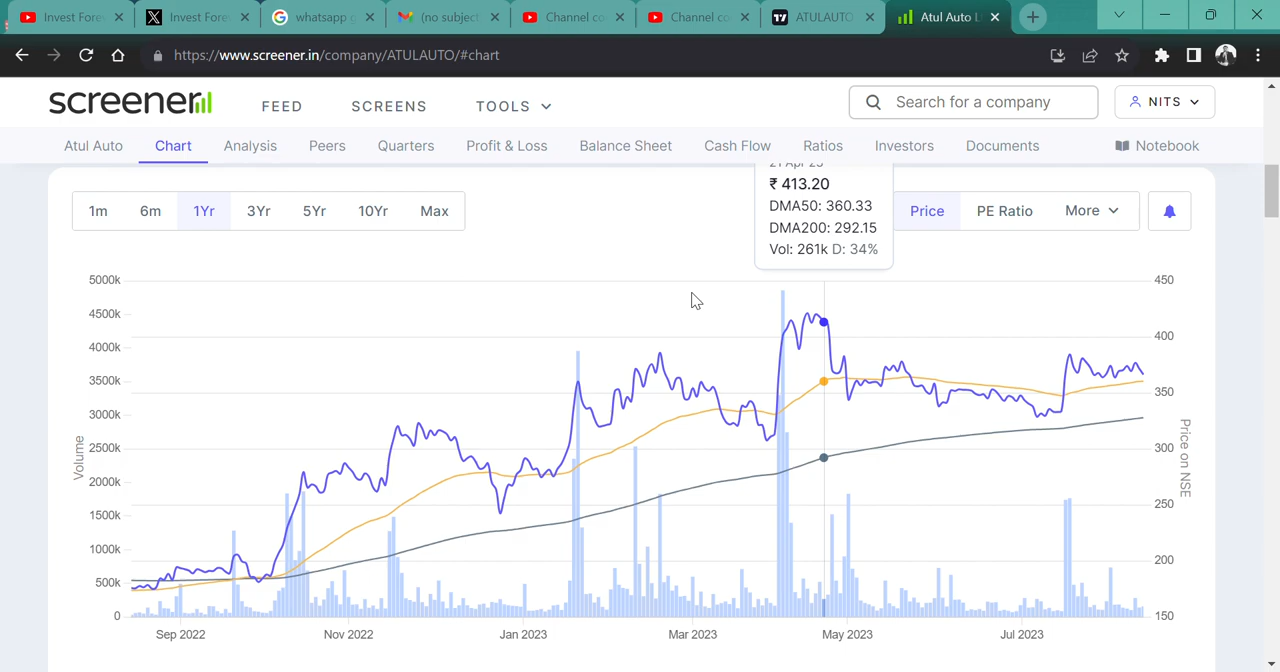 Invest Fore
Invest Fore
whatsapp g
(no subject
Channel co
Channel co
ATULAUTO
Atul Auto L
https://www.screener.in/company/ATULAUTO/#chart
screener
FEED
SCREENS
TOOLS
Search for a company
NITS
Atul Auto
Chart
Analysis
Peers
Quarters
Profit & Loss
Balance Sheet
Cash Flow
Ratios
Investors
Documents
Notebook
1m
6m
1Yr
3Yr
5Yr
10Yr
Max
21 Apr 23
₹ 413.20
DMA50: 360.33
DMA200: 292.15
Vol: 261k D: 34%
Price
PE Ratio
More
5000k
4500k
4000k
3500k
3000k
2500k
2000k
1500k
1000k
500k
0
Volume
450
400
350
300
250
200
150
Price on NSE
Sep 2022
Nov 2022
Jan 2023
Mar 2023
May 2023
Jul 2023